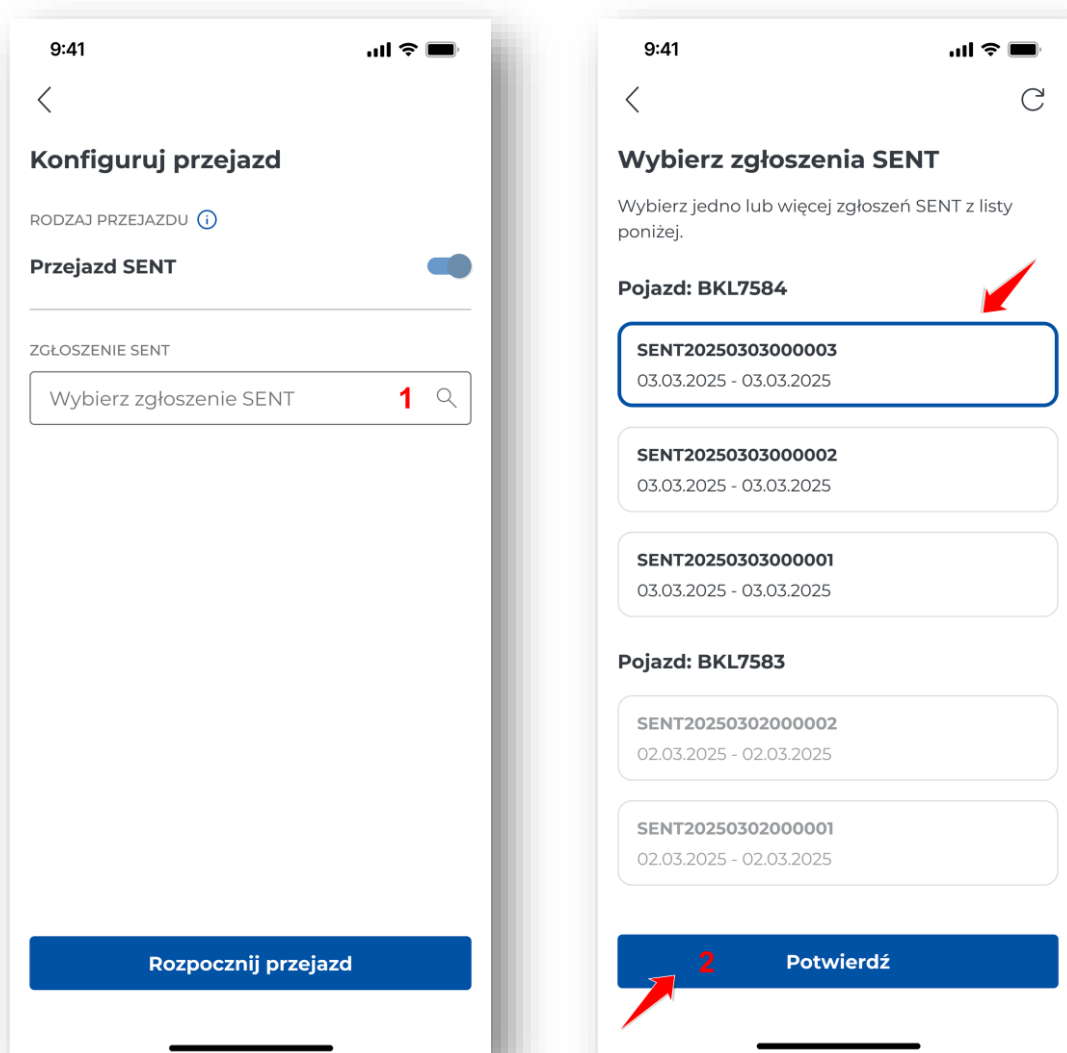 9:41
Konfiguruj przejazd
RODZAJ PRZEJAZDU
Przejazd SENT
ZGŁOSZENIE SENT
Wybierz zgłoszenie SENT 1
Rozpocznij przejazd
9:41
Wybierz zgłoszenia SENT
Wybierz jedno lub więcej zgłoszeń SENT z listy
poniżej.
Pojazd: BKL7584
SENT20250303000003
03.03.2025 - 03.03.2025
SENT20250303000002
03.03.2025 - 03.03.2025
SENT20250303000001
03.03.2025 - 03.03.2025
Pojazd: BKL7583
SENT20250302000002
02.03.2025 - 02.03.2025
SENT20250302000001
02.03.2025 - 02.03.2025
2 Potwierdź